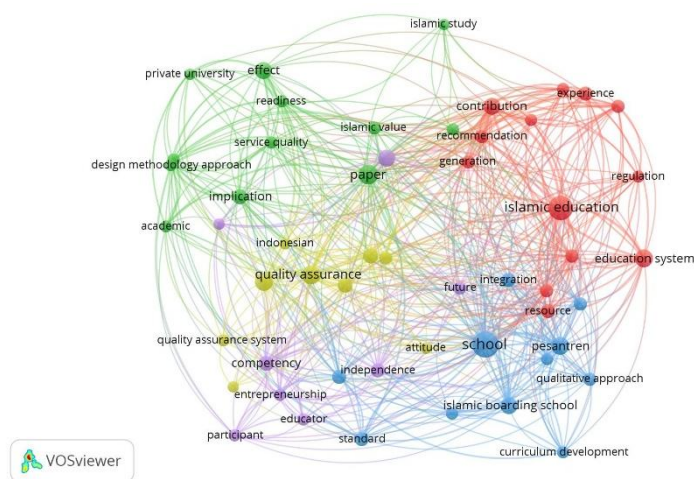 islamic study
private university
effect
readiness
contribution
experience
service quality
islamic value
recommendation
design methodology approach
paper
generation
regulation
implication
islamic education
academic
indonesian
quality assurance
integration
education system
future
resource
quality assurance system
attitude
school
pesantren
competency
independence
qualitative approach
entrepreneurship
islamic boarding school
educator
participant
standard
curriculum development
VOSviewer